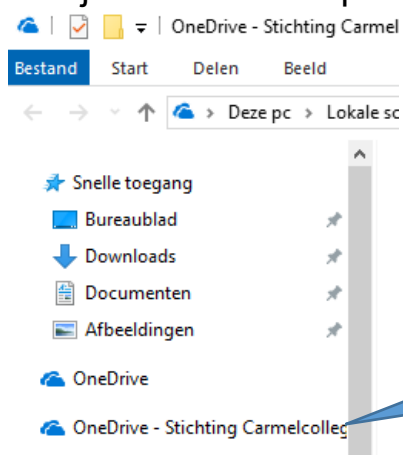 OneDrive - Stichting Carmel
Bestand Start Delen Beeld
Deze pc > Lokale sc
Snelle toegang
Bureaublad
Downloads
Documenten
Afbeeldingen
OneDrive
OneDrive - Stichting Carmelcolleg